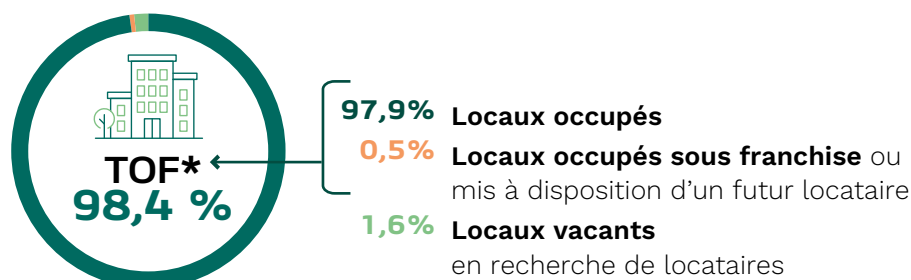 TOF*
98,4 %
97,9% Locaux occupés
0,5% Locaux occupés sous franchise ou
mis à disposition d’un futur locataire
1,6% Locaux vacants
en recherche de locataires